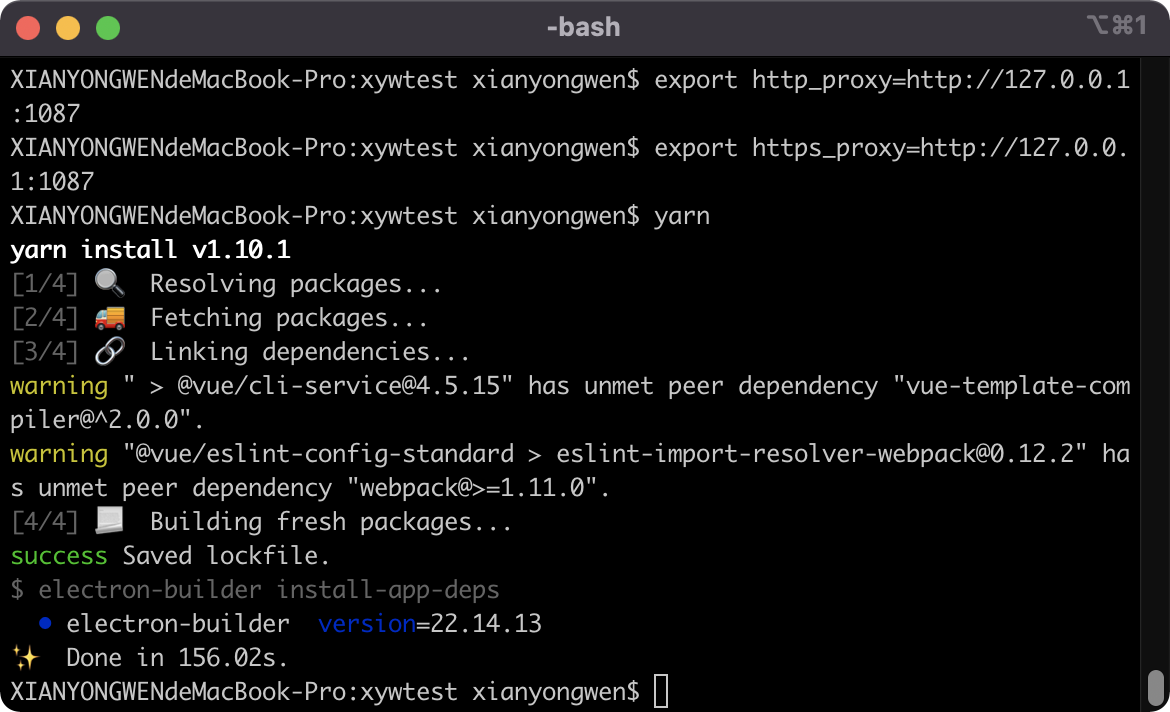 -bash
⌥⌘1
XIANYONGWENdeMacBook-Pro:xywtest xianyongwen$ export http_proxy=http://127.0.0.1
:1087
XIANYONGWENdeMacBook-Pro:xywtest xianyongwen$ export https_proxy=http://127.0.0.
1:1087
XIANYONGWENdeMacBook-Pro:xywtest xianyongwen$ yarn
yarn install v1.10.1
[1/4] 🔍  Resolving packages...
[2/4] 🚚  Fetching packages...
[3/4] 🔗  Linking dependencies...
warning " > @vue/cli-service@4.5.15" has unmet peer dependency "vue-template-com
piler@^2.0.0".
warning "@vue/eslint-config-standard > eslint-import-resolver-webpack@0.12.2" ha
s unmet peer dependency "webpack@>=1.11.0".
[4/4] 📃  Building fresh packages...
success Saved lockfile.
$ electron-builder install-app-deps
  • electron-builder  version=22.14.13
✨  Done in 156.02s.
XIANYONGWENdeMacBook-Pro:xywtest xianyongwen$